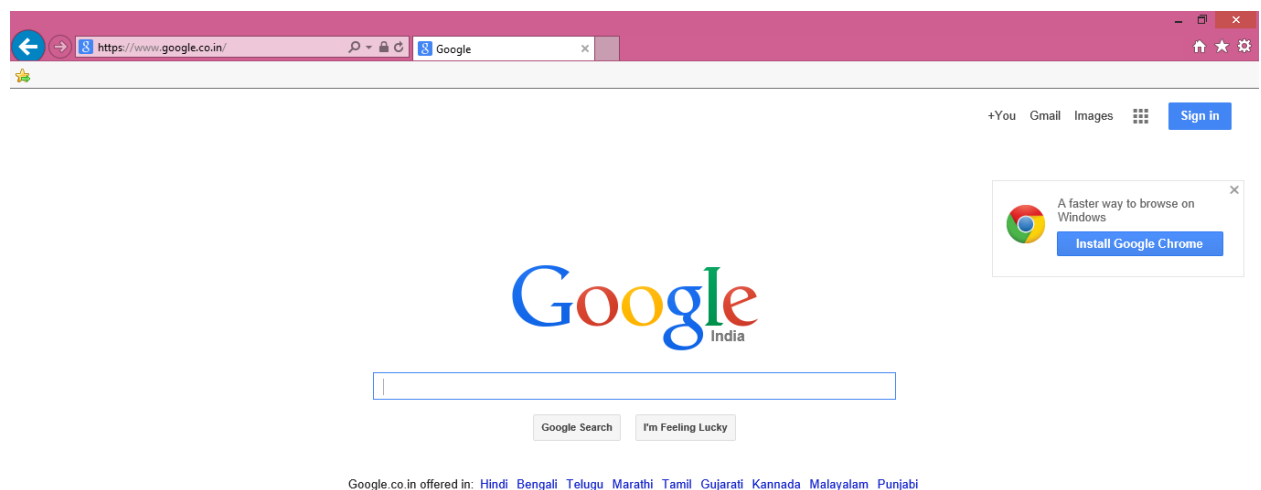 https://www.google.co.in/
Google
+You Gmail Images Sign in
A faster way to browse on
Windows
Install Google Chrome
Google
India
Google Search I'm Feeling Lucky
Google.co.in offered in: Hindi Bengali Telugu Marathi Tamil Gujarati Kannada Malayalam Punjabi